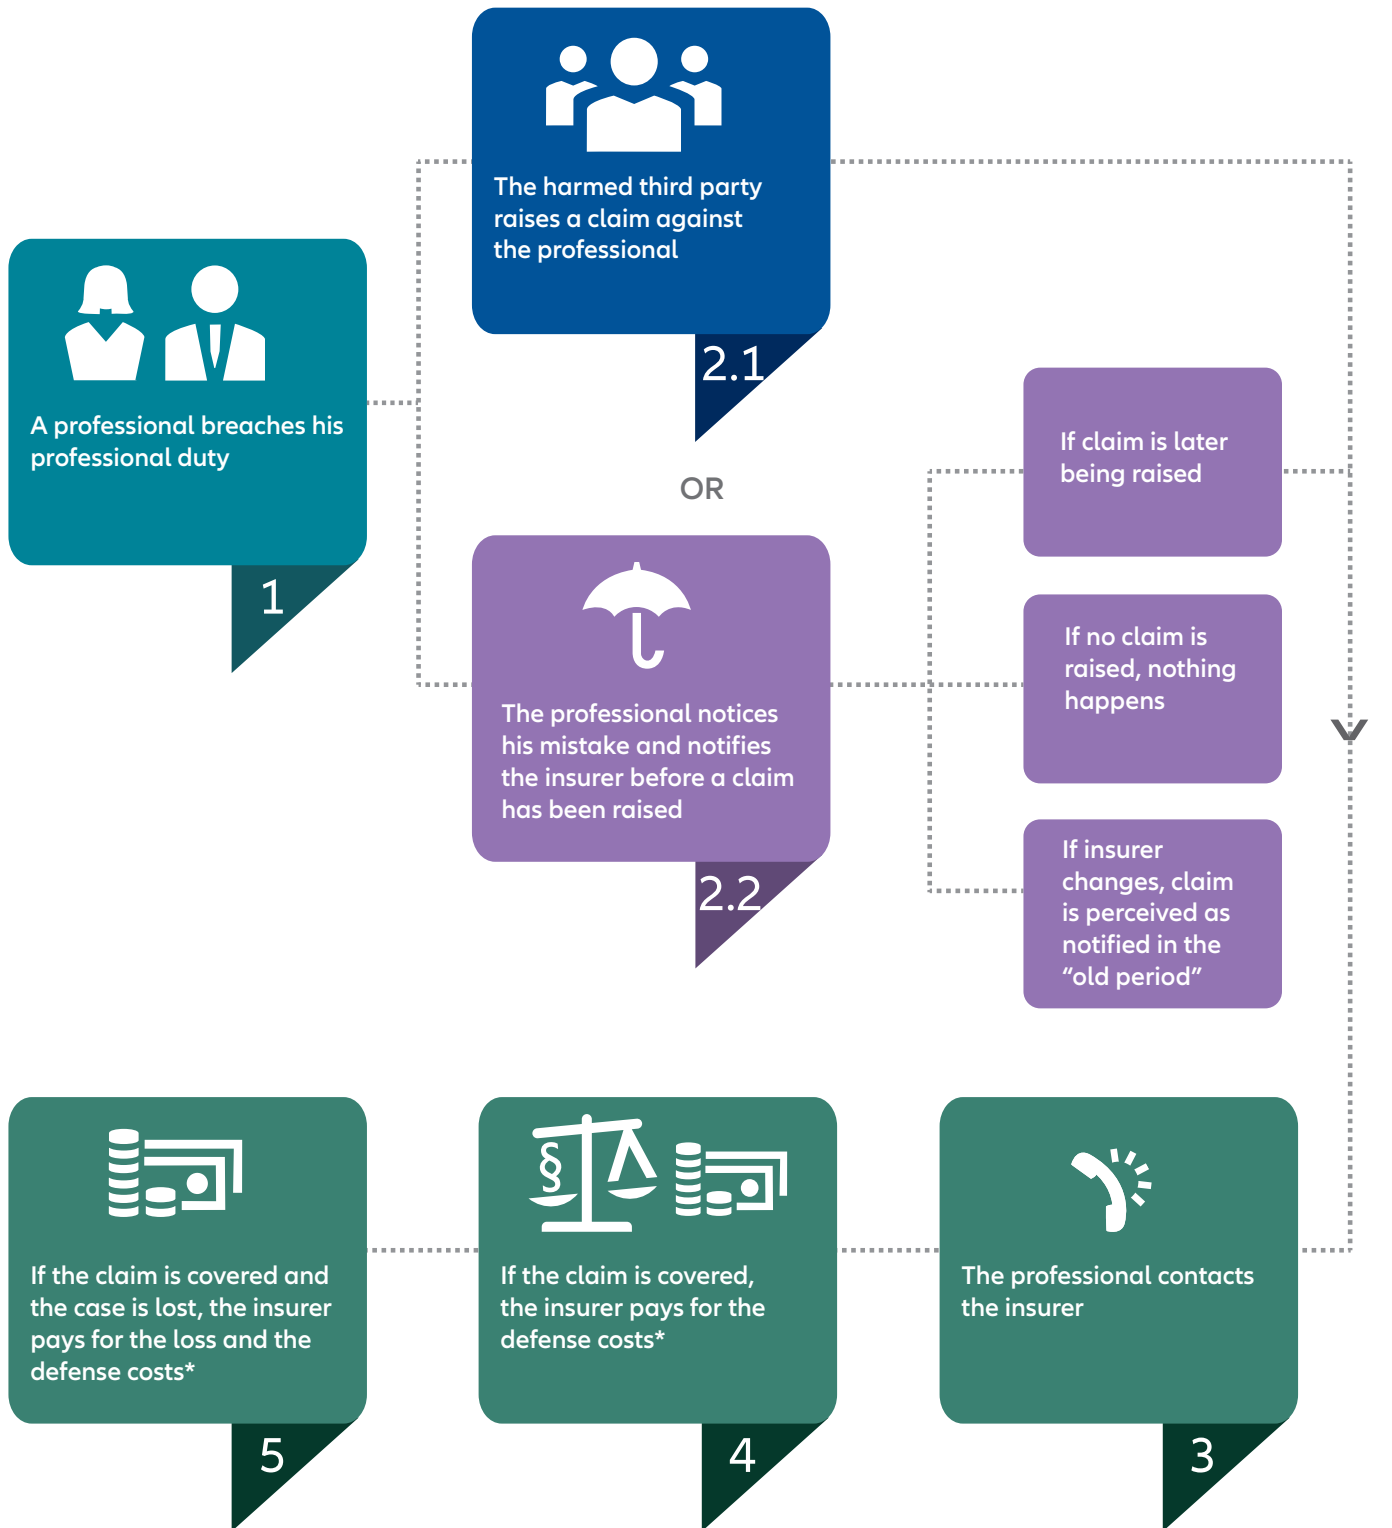 A professional breaches his
professional duty
1
The harmed third party
raises a claim against
the professional
2.1
OR
The professional notices
his mistake and notifies
the insurer before a claim
has been raised
2.2
If claim is later
being raised
If no claim is
raised, nothing
happens
If insurer
changes, claim
is perceived as
notified in the
“old period”
The professional contacts
the insurer
3
§
If the claim is covered,
the insurer pays for the
defense costs*
4
If the claim is covered and
the case is lost, the insurer
pays for the loss and the
defense costs*
5